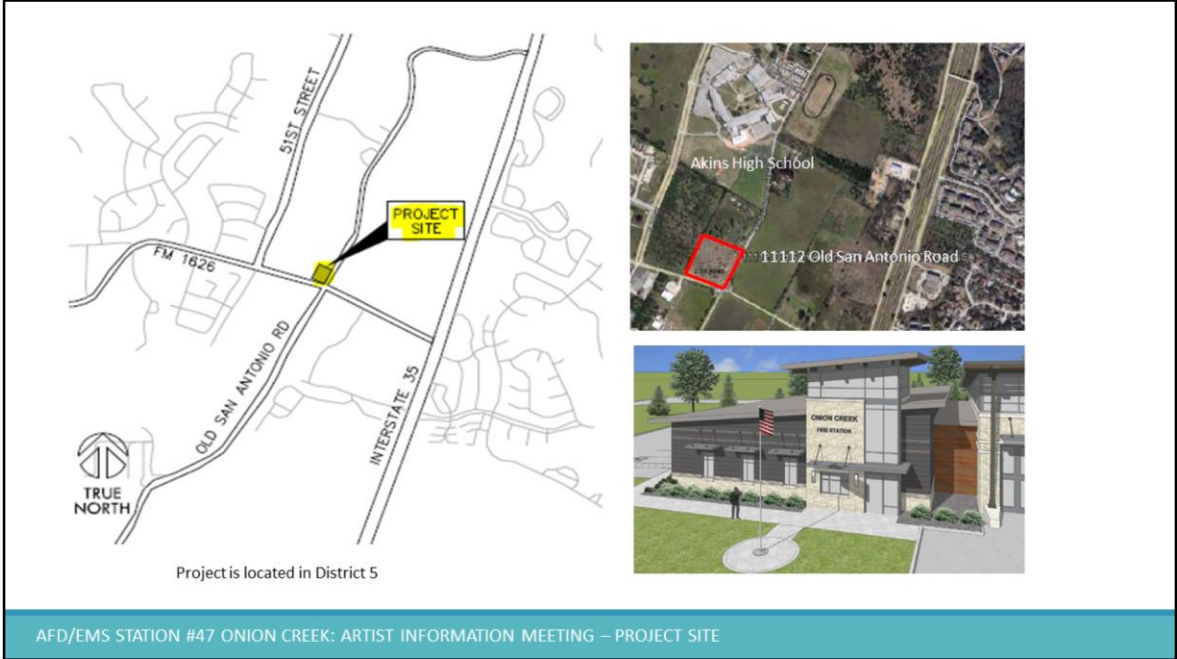 51ST STREET
PROJECT
SITE
FM 1626
OLD SAN ANTONIO RD
INTERSTATE 35
TRUE
NORTH
Project is located in District 5
Akins High School
11112 Old San Antonio Road
ONION CREEK
FIRE STATION
AFD/EMS STATION #47 ONION CREEK: ARTIST INFORMATION MEETING – PROJECT SITE